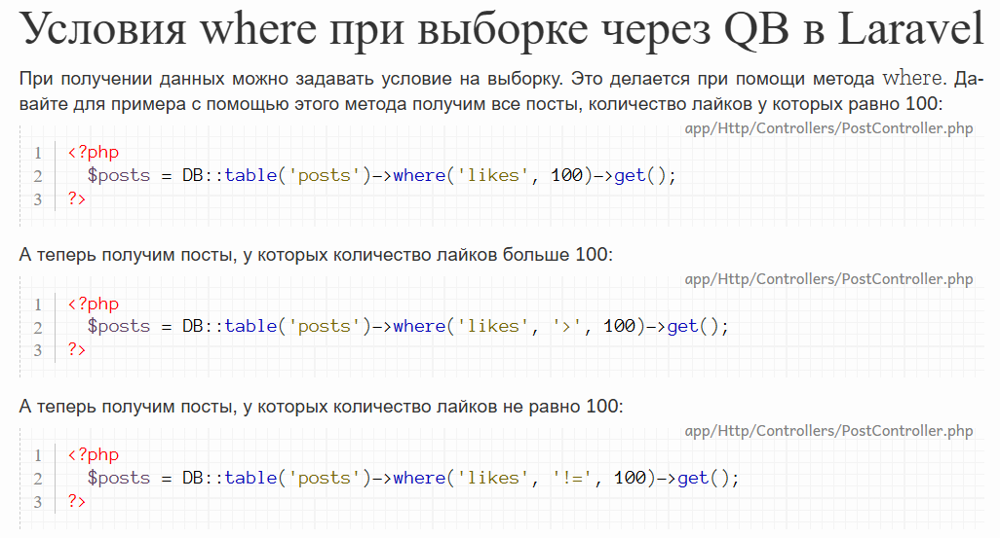 Условия where при выборке через QB в Laravel
При получении данных можно задавать условие на выборку. Это делается при помощи метода where. Да-
вайте для примера с помощью этого метода получим все посты, количество лайков у которых равно 100:
app/Http/Controllers/PostController.php
1 <?php
2 $posts = DB::table('posts')->where('likes', 100)->get();
3 ?>
А теперь получим посты, у которых количество лайков больше 100:
app/Http/Controllers/PostController.php
1 <?php
2 $posts = DB::table('posts')->where('likes', '>', 100)->get();
3 ?>
А теперь получим посты, у которых количество лайков не равно 100:
app/Http/Controllers/PostController.php
1 <?php
2 $posts = DB::table('posts')->where('likes', '!=', 100)->get();
3 ?>